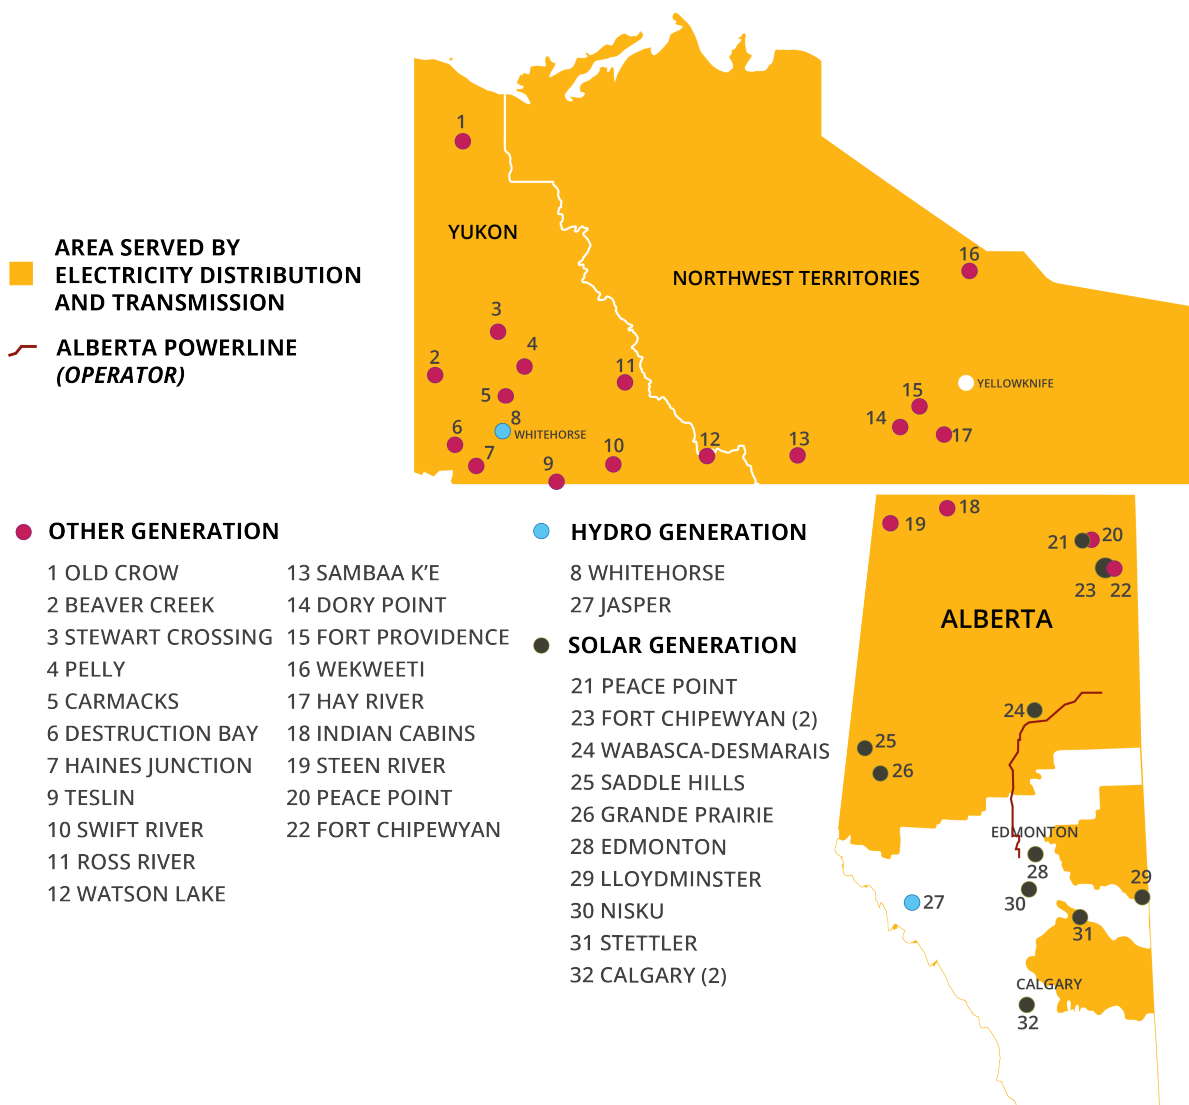 1
YUKON
AREA SERVED BY
ELECTRICITY DISTRIBUTION
AND TRANSMISSION
ALBERTA POWERLINE
(OPERATOR)
16
NORTHWEST TERRITORIES
3
4
2
11
5
YELLOWKNIFE
15
8
WHITEHORSE
14
6
17
12
13
10
7
9
OTHER GENERATION
1 OLD CROW
2 BEAVER CREEK
3 STEWART CROSSING
4 PELLY
5 CARMACKS
6 DESTRUCTION BAY
7 HAINES JUNCTION
9 TESLIN
10 SWIFT RIVER
11 ROSS RIVER
12 WATSON LAKE
13 SAMBAA K’E
14 DORY POINT
15 FORT PROVIDENCE
16 WEKWEETI
17 HAY RIVER
18 INDIAN CABINS
19 STEEN RIVER
20 PEACE POINT
22 FORT CHIPEWYAN
HYDRO GENERATION
8 WHITEHORSE
27 JASPER
SOLAR GENERATION
21 PEACE POINT
23 FORT CHIPEWYAN (2)
24 WABASCA-DESMARAIS
25 SADDLE HILLS
26 GRANDE PRAIRIE
28 EDMONTON
29 LLOYDMINSTER
30 NISKU
31 STETTLER
32 CALGARY (2)
18
19
20
21
23
22
ALBERTA
24
25
26
EDMONTON
28
29
30
27
31
CALGARY
32